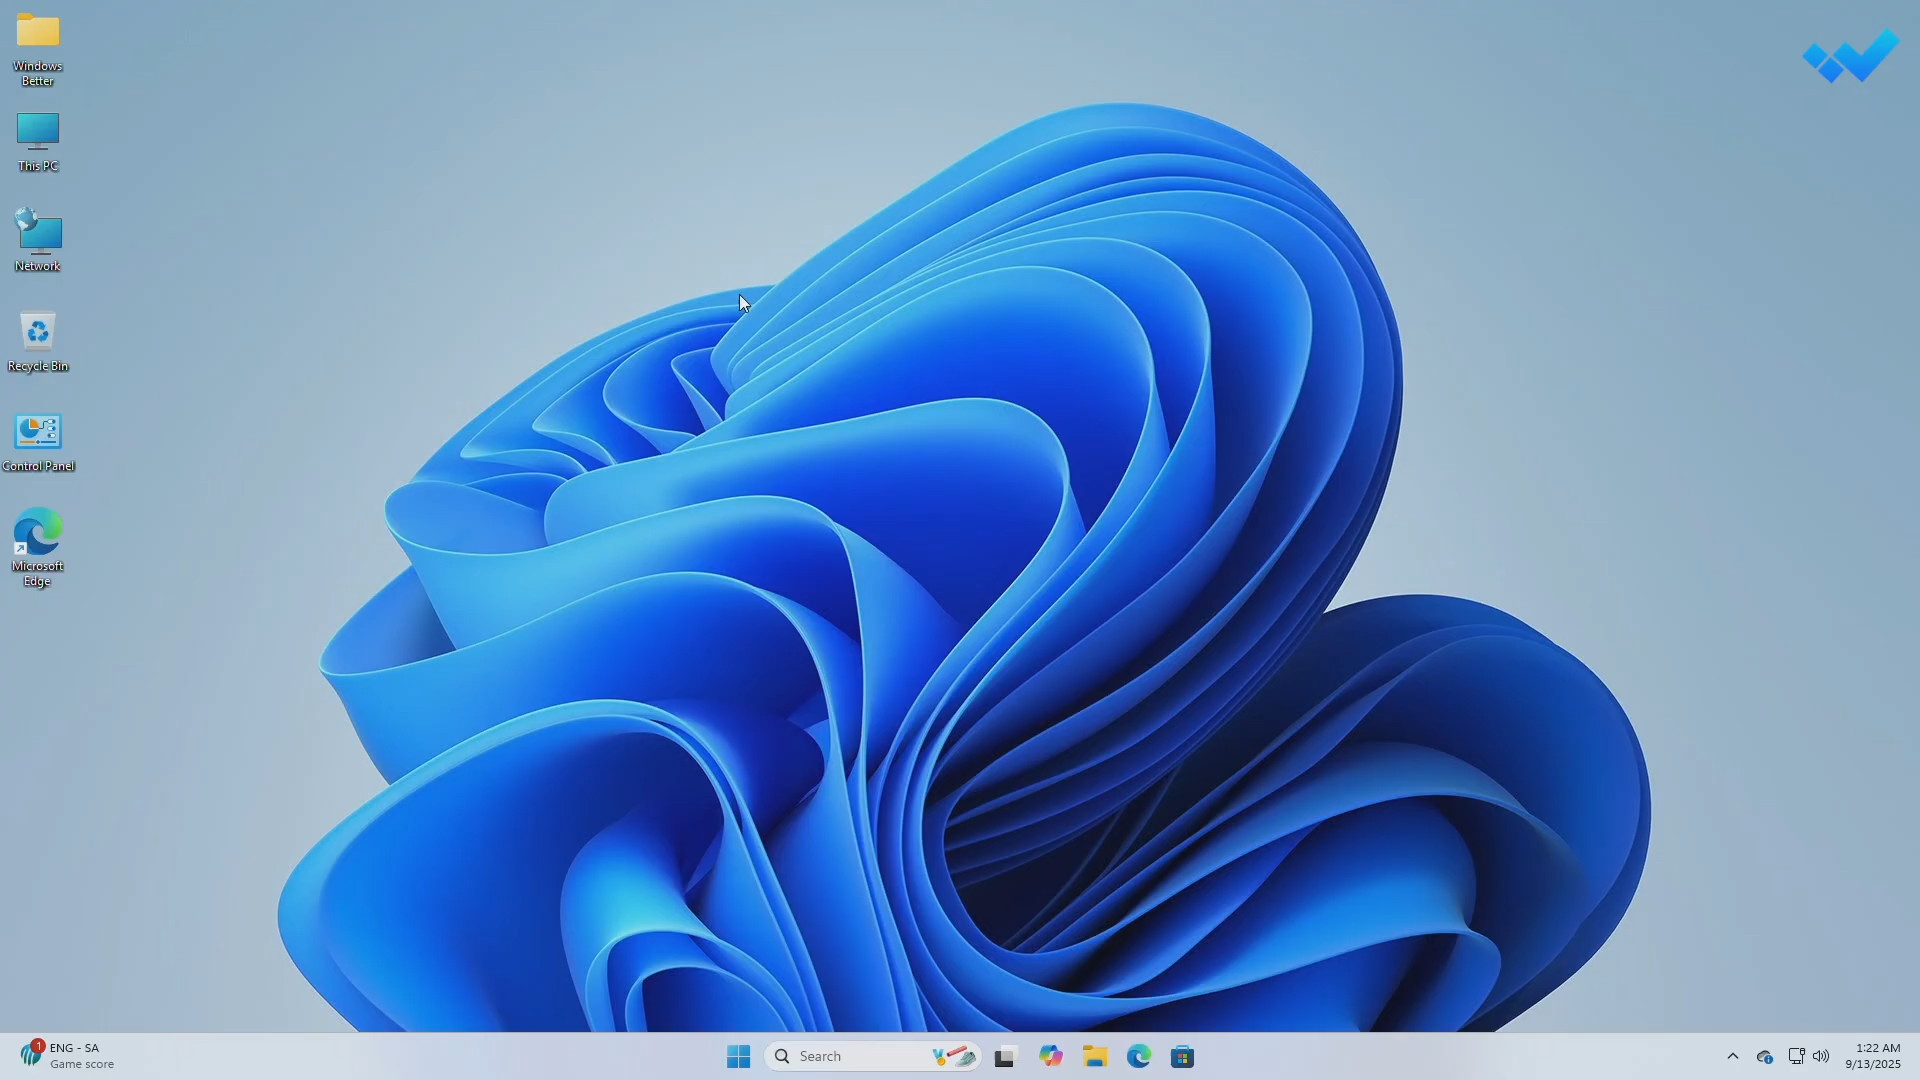 Windows
Better
This PC
Network
Recycle Bin
Control Panel
Microsoft
Edge
1
ENG - SA
Game score
Search
1:22 AM
9/13/2025